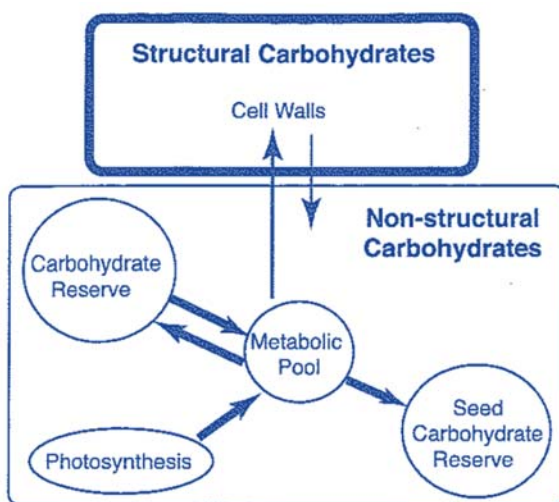 Structural Carbohydrates
Cell Walls
Non-structural
Carbohydrates
Carbohydrate
Reserve
Metabolic
Pool
Seed
Carbohydrate
Reserve
Photosynthesis